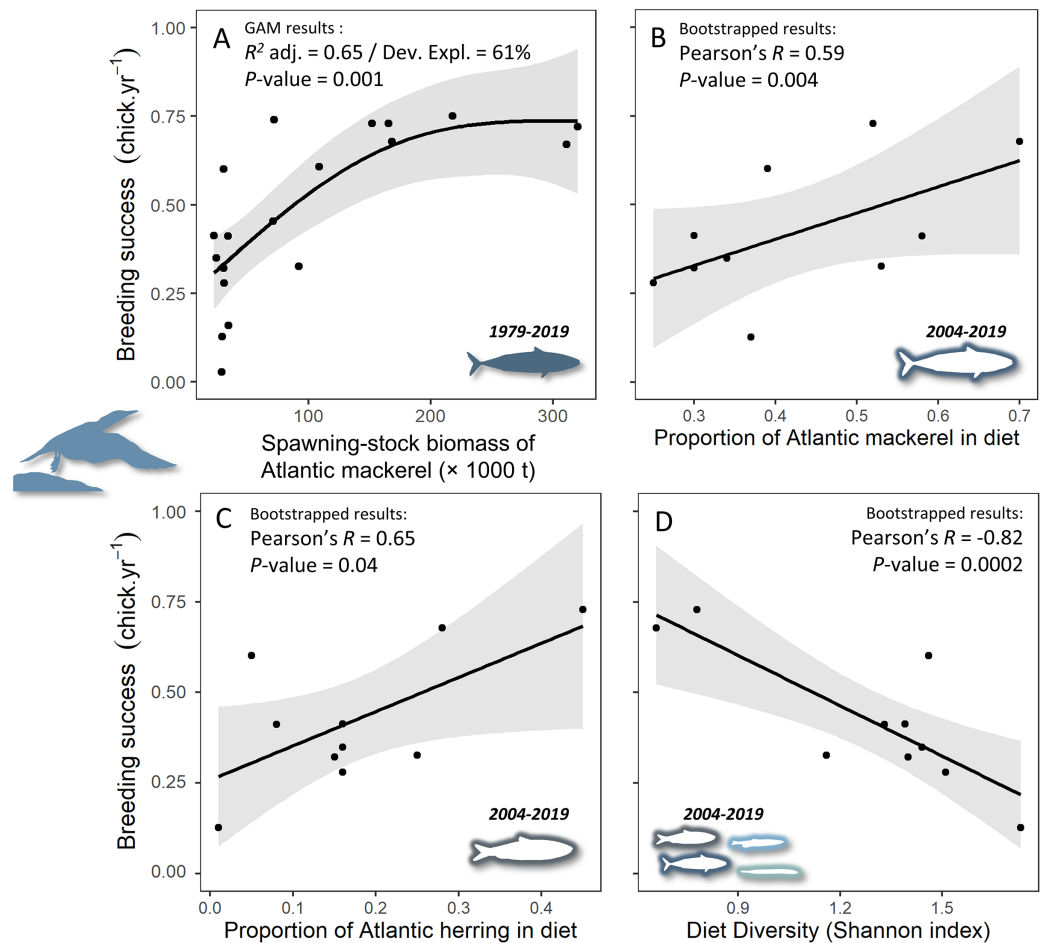 A
GAM results :
R² adj. = 0.65 / Dev. Expl. = 61%
P-value = 0.001
1.00
0.75
0.50
0.25
0.00
Breeding success (chick.yr⁻¹)
1979-2019
100 200 300
Spawning-stock biomass of
Atlantic mackerel (× 1000 t)
B
Bootstrapped results:
Pearson's R = 0.59
P-value = 0.004
2004-2019
0.3 0.4 0.5 0.6 0.7
Proportion of Atlantic mackerel in diet
C
Bootstrapped results:
Pearson's R = 0.65
P-value = 0.04
1.00
0.75
0.50
0.25
0.00
Breeding success (chick.yr⁻¹)
2004-2019
0.0 0.1 0.2 0.3 0.4
Proportion of Atlantic herring in diet
D
Bootstrapped results:
Pearson's R = -0.82
P-value = 0.0002
2004-2019
0.9 1.2 1.5
Diet Diversity (Shannon index)